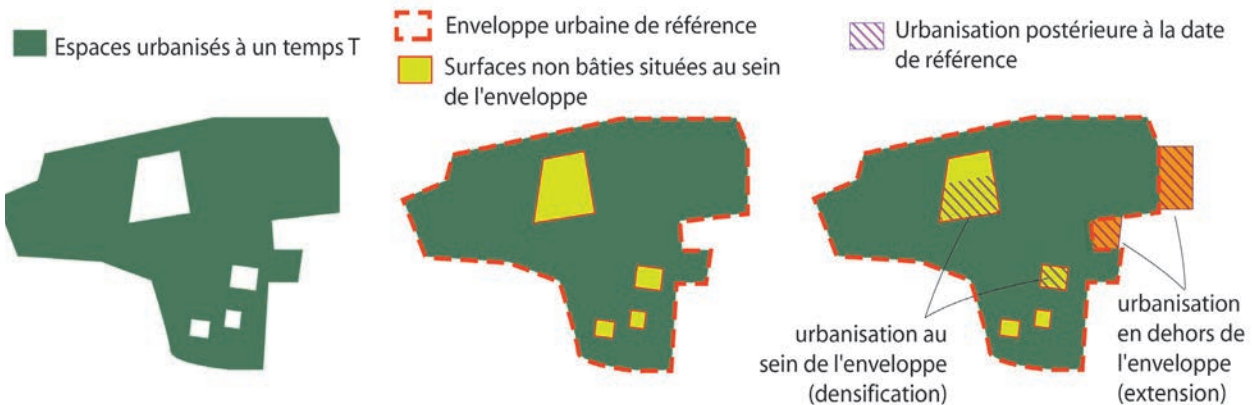 Espaces urbanisés à un temps T
Enveloppe urbaine de référence
Surfaces non bâties situées au sein
de l'enveloppe
Urbanisation postérieure à la date
de référence
urbanisation au
sein de l'enveloppe
(densification)
urbanisation
en dehors de
l'enveloppe
(extension)